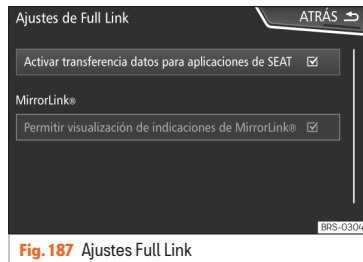 Ajustes de Full Link
ATRÁS
Activar transferencia datos para aplicaciones de SEAT
MirrorLink®
Permitir visualización de indicaciones de MirrorLink®
BRS-0304
Fig. 187 Ajustes Full Link